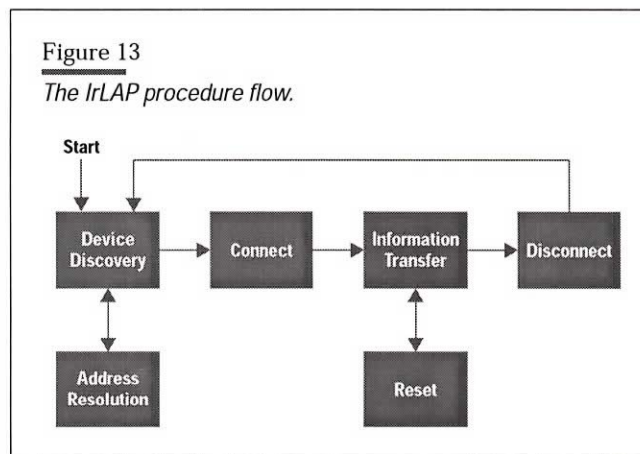 Figure 13
The IrLAP procedure flow.
Start
Device
Discovery
Connect
Information
Transfer
Disconnect
Address
Resolution
Reset